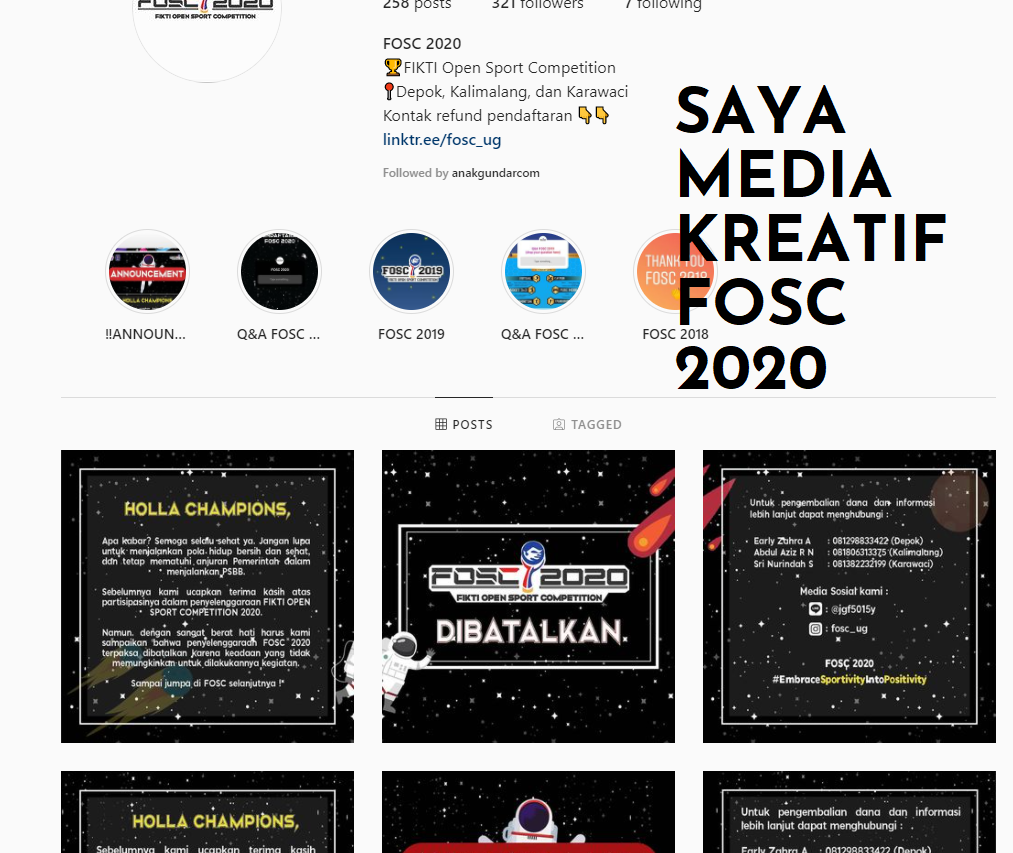 FOSC 2020
FIKTI OPEN SPORT COMPETITION
258 posts 321 followers 7 following
FOSC 2020
🏆FIKTI Open Sport Competition
📍Depok, Kalimalang, dan Karawaci
Kontak refund pendaftaran 👇👇
linktr.ee/fosc_ug
Followed by anakgundarcom
SAYA
MEDIA
KREATIF
FOSC
2020
ANNOUNCEMENT
HOLLA CHAMPIONS
FOSC 2020
FOSC 2019
THANK YOU
FOSC 2018
‼ANNOUN...
Q&A FOSC ...
FOSC 2019
Q&A FOSC ...
FOSC 2018
POSTS
TAGGED
HOLLA CHAMPIONS,
Apa kabar? Semoga selalu sehat ya. Jangan lupa
untuk menjalankan pola hidup bersih dan sehat,
dan tetap mematuhi anjuran Pemerintah dalam
menjalankan PSBB.
Sebelumnya kami ucapkan terima kasih atas
partisipasinya dalam penyelenggaraan FIKTI OPEN
SPORT COMPETITION 2020.
Namun, dengan sangat berat hati harus kami
sampaikan bahwa penyelenggaraan FOSC 2020
terpaksa dibatalkan karena keadaan yang tidak
memungkinkan untuk dilakukannya kegiatan.
Sampai jumpa di FOSC selanjutnya !*
FOSC 2020
FIKTI OPEN SPORT COMPETITION
DIBATALKAN.
Untuk pengembalian dana dan informasi
lebih lanjut dapat menghubungi :
Early Zahra A : 081298833422 (Depok)
Abdul Aziz R N : 081806313375 (Kalimalang)
Sri Nurindah S : 081382232199 (Karawaci)
Media Sosial kami :
: @jgf5015y
: fosc_ug
FOSC 2020
#EmbraceSportivityIntoPositivity
HOLLA CHAMPIONS,
Sebelumnya kami ucapkan terima kasih
Untuk pengembalian dana dan informasi
lebih lanjut dapat menghubungi :
Early Zahra A : 081298833422 (Depok)